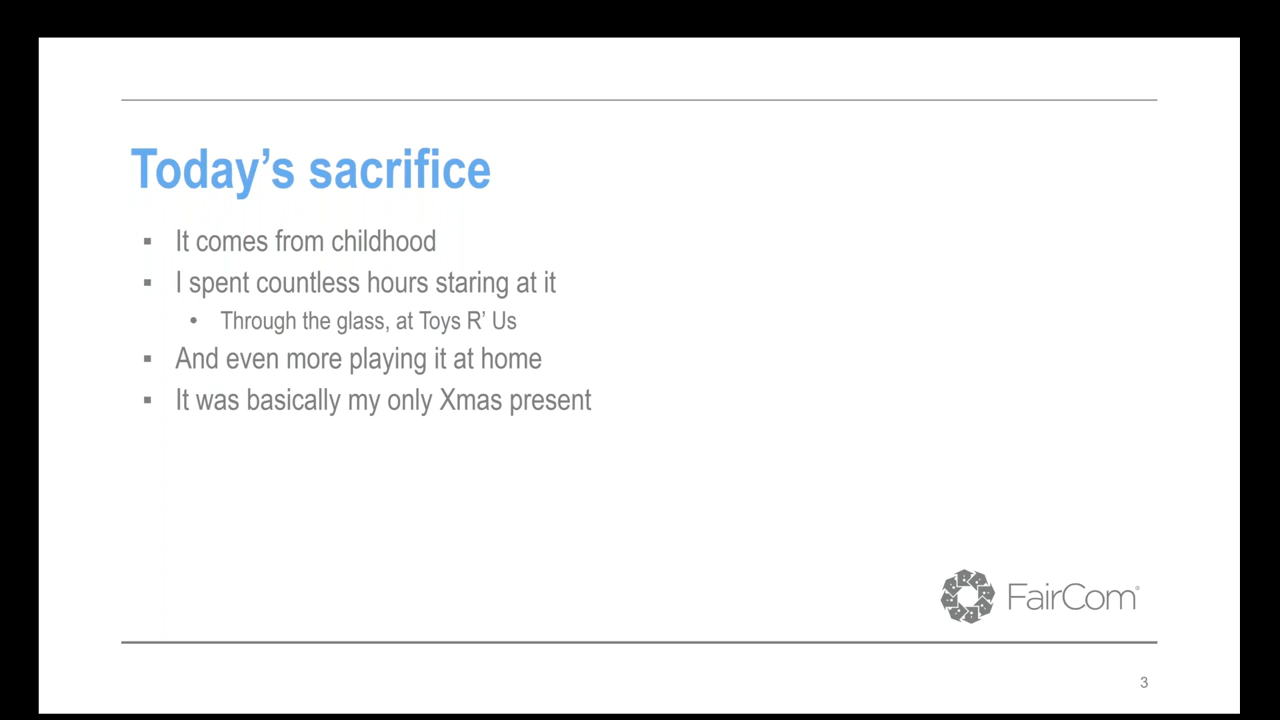 Today’s sacrifice
▪ It comes from childhood
▪ I spent countless hours staring at it
• Through the glass, at Toys R’ Us
▪ And even more playing it at home
▪ It was basically my only Xmas present
FairCom®
3